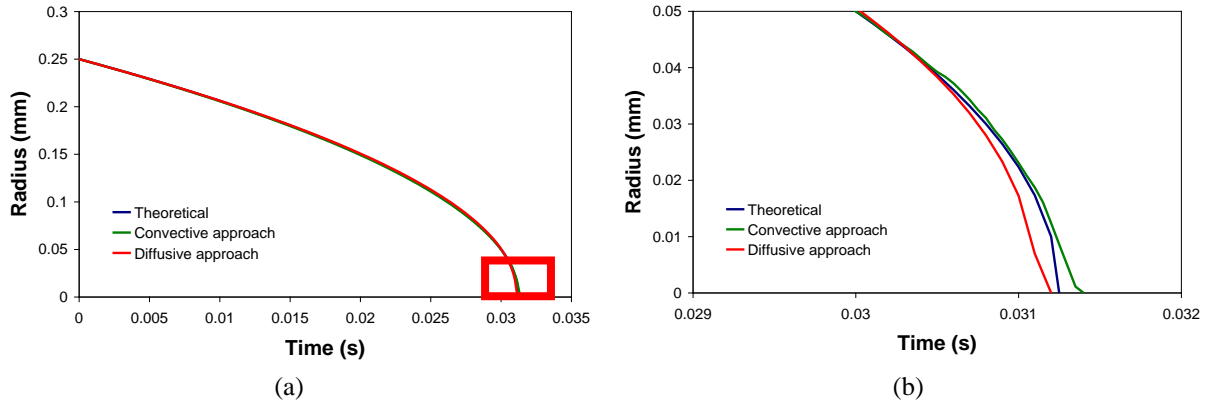 0.3
0.25
0.2
0.15
0.1
0.05
0
Radius (mm)
Theoretical
Convective approach
Diffusive approach
0 0.005 0.01 0.015 0.02 0.025 0.03 0.035
Time (s)
(a)
0.05
0.04
0.03
0.02
0.01
0
Radius (mm)
Theoretical
Convective approach
Diffusive approach
0.029 0.03 0.031 0.032
Time (s)
(b)